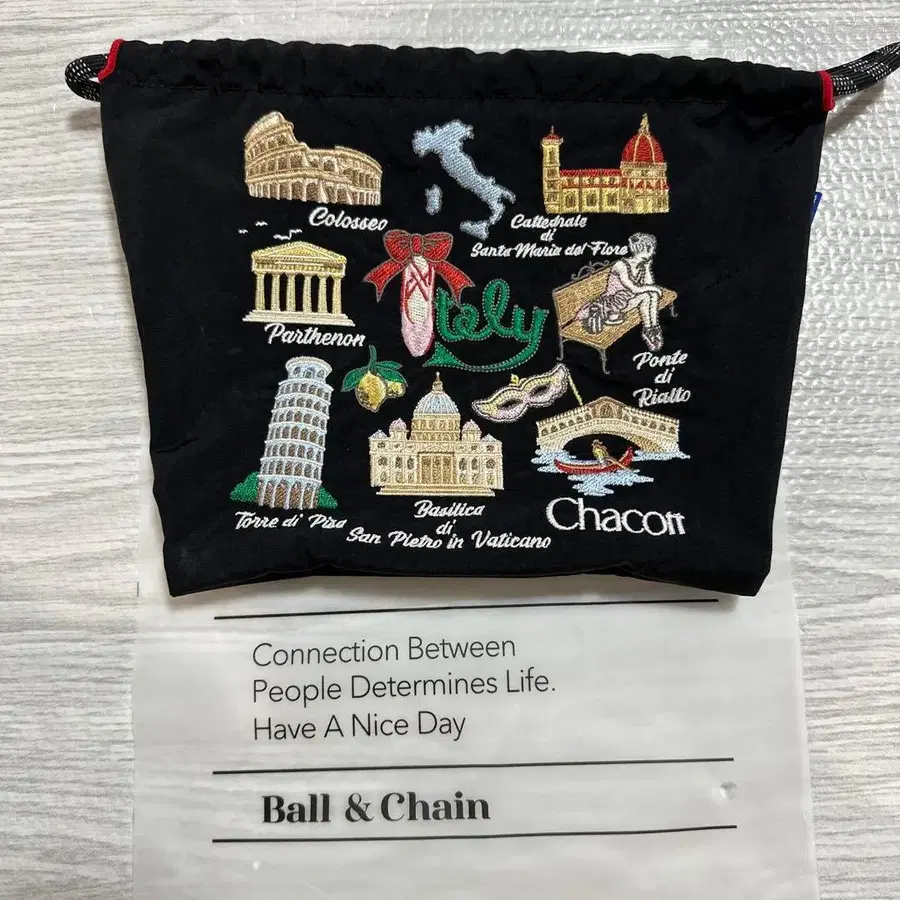 Colosseo
Cattedrale
di
Santa Maria del Fiore
Parthenon
Italy
Ponte
di
Rialto
Torre di Pisa
Basilica
di
San Pietro in Vaticano
Chacott
Connection Between
People Determines Life.
Have A Nice Day
Ball & Chain